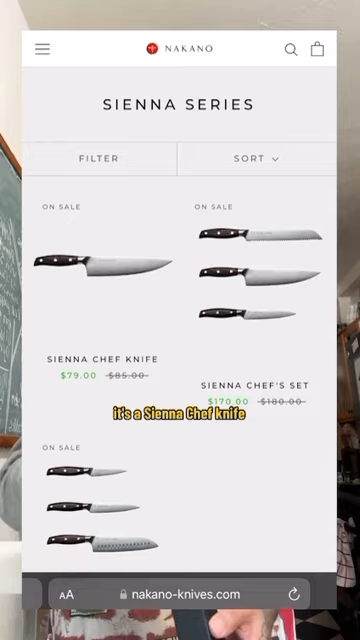 NAKANO
SIENNA SERIES
FILTER
SORT
ON SALE
ON SALE
SIENNA CHEF KNIFE
$79.00 $85.00
SIENNA CHEF'S SET
$170.00 $180.00
it's a Sienna Chef knife
ON SALE
AA
nakano-knives.com